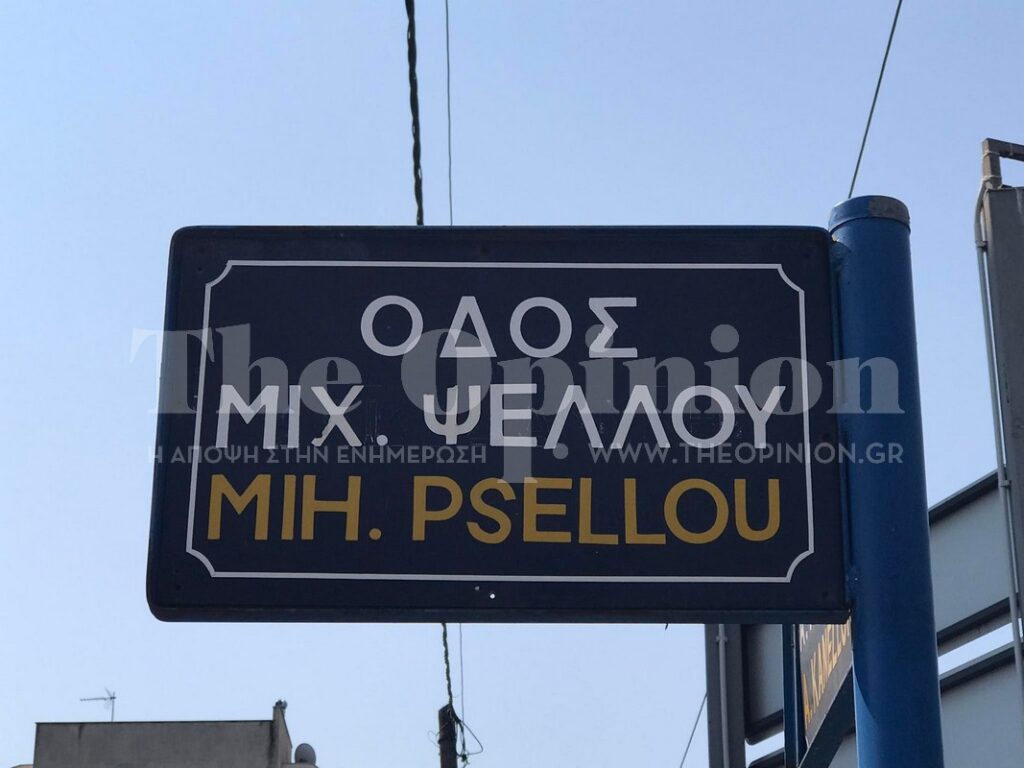 ΟΔΟΣ
ΜΙΧ. ΨΕΛΛΟΥ
MIH. PSELLOU
The Opinion
Η ΑΠΟΨΗ ΣΤΗΝ ΕΝΗΜΕΡΩΣΗ WWW.THEOPINION.GR